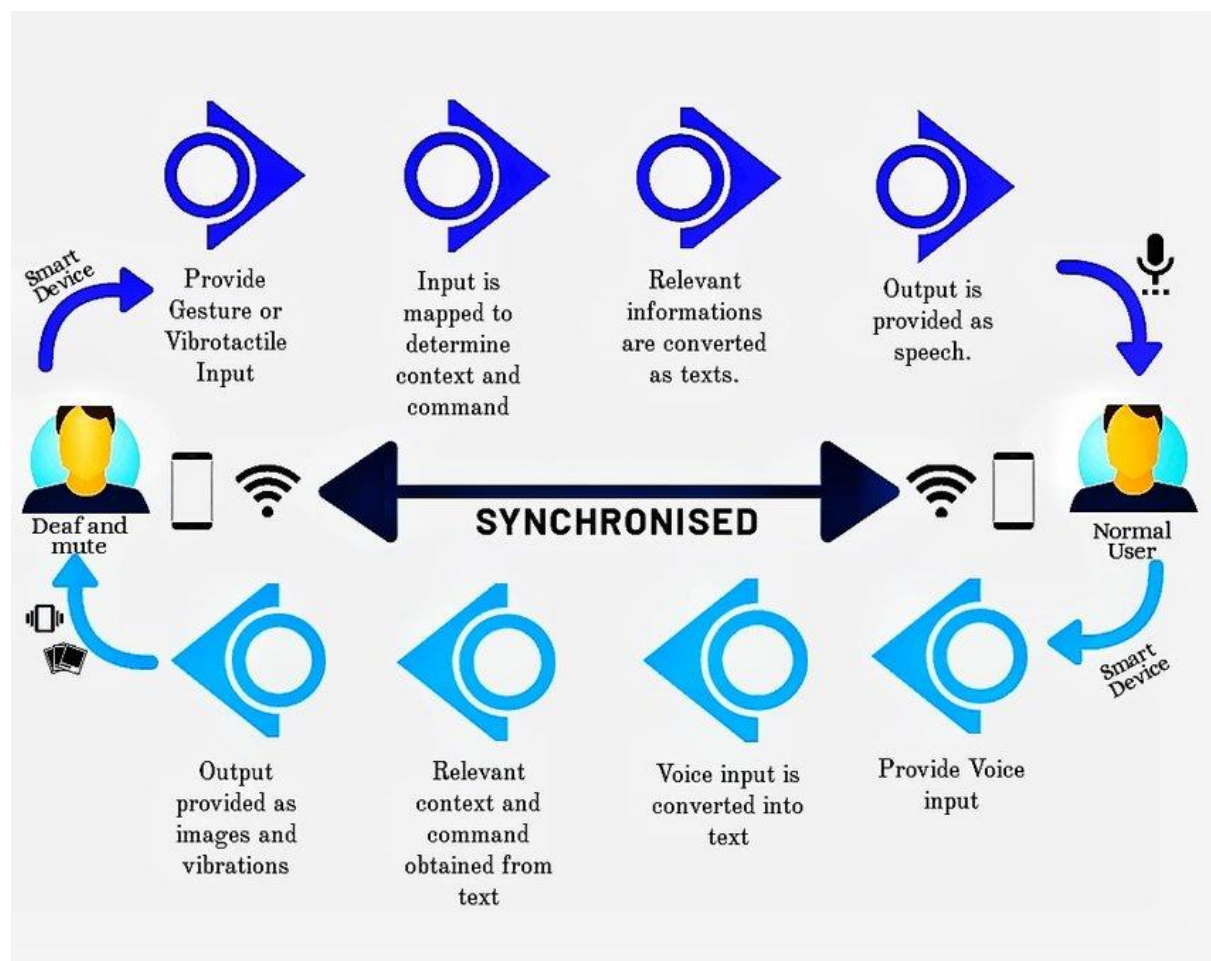 Smart
Device
Provide
Gesture or
Vibrotactile
Input
Input is
mapped to
determine
context and
command
Relevant
informations
are converted
as texts.
Output is
provided as
speech.
Deaf and
mute
SYNCHRONISED
Normal
User
Smart
Device
Output
provided as
images and
vibrations
Relevant
context and
command
obtained from
text
Voice input is
converted into
text
Provide Voice
input